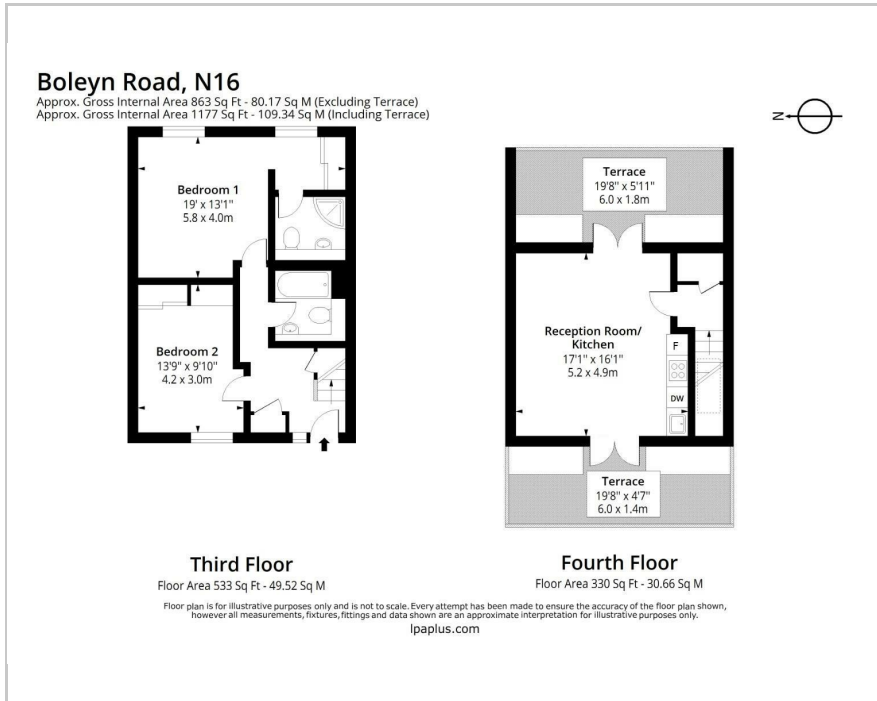 Boleyn Road, N16
Approx. Gross Internal Area 863 Sq Ft - 80.17 Sq M (Excluding Terrace)
Approx. Gross Internal Area 1177 Sq Ft - 109.34 Sq M (Including Terrace)
N
Bedroom 1
19' x 13'1"
5.8 x 4.0m
Bedroom 2
13'9" x 9'10"
4.2 x 3.0m
Terrace
19'8" x 5'11"
6.0 x 1.8m
Reception Room/
Kitchen
17'1" x 16'1"
5.2 x 4.9m
F
DW
Terrace
19'8" x 4'7"
6.0 x 1.4m
Third Floor
Floor Area 533 Sq Ft - 49.52 Sq M
Fourth Floor
Floor Area 330 Sq Ft - 30.66 Sq M
Floor plan is for illustrative purposes only and is not to scale. Every attempt has been made to ensure the accuracy of the floor plan shown,
however all measurements, fixtures, fittings and data shown are an approximate interpretation for illustrative purposes only.
lpaplus.com